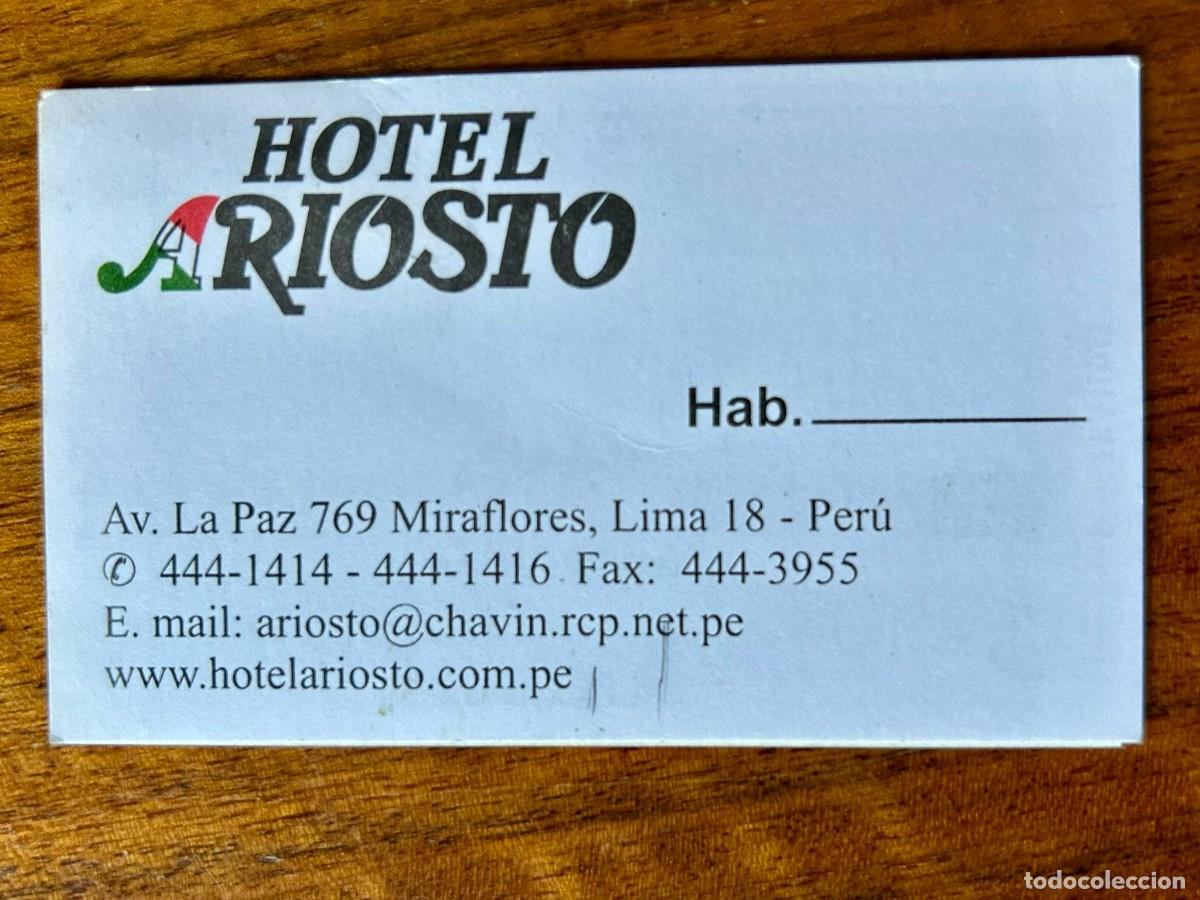 HOTEL
ARIOSTO
Hab.
Av. La Paz 769 Miraflores, Lima 18 - Perú
✆ 444-1414 - 444-1416 Fax: 444-3955
E. mail: ariosto@chavin.rcp.net.pe
www.hotelariosto.com.pe
todocoleccion